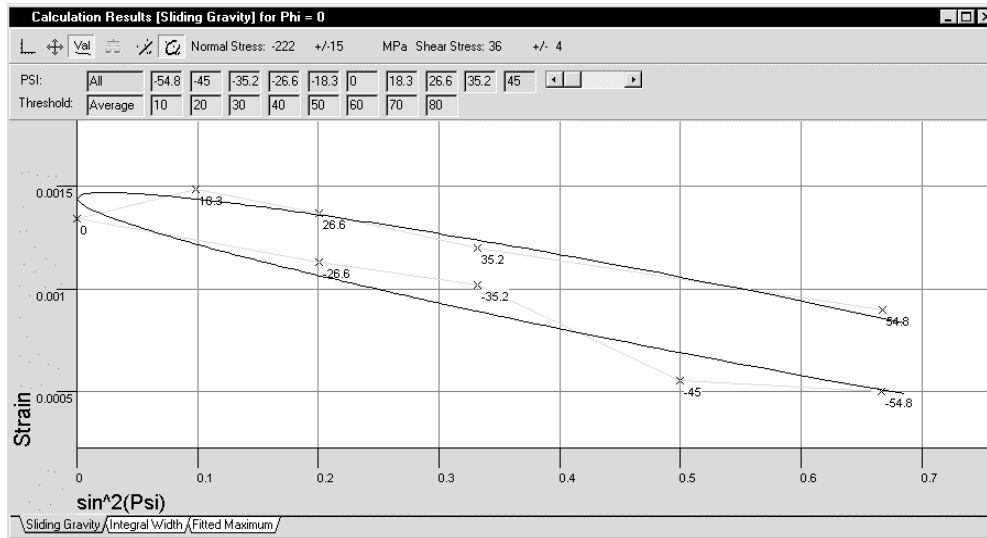 Calculation Results [Sliding Gravity] for Phi = 0
Val Normal Stress: -222 +/-15 MPa Shear Stress: 36 +/- 4
PSI: All -54.8 -45 -35.2 -26.6 -18.3 0 18.3 26.6 35.2 45
Threshold: Average 10 20 30 40 50 60 70 80
0.0015
18.3
0
26.6
35.2
-26.6
0.001
-35.2
54.8
0.0005
-45
-54.8
Strain
0 0.1 0.2 0.3 0.4 0.5 0.6 0.7
sin^2(Psi)
Sliding Gravity Integral Width Fitted Maximum